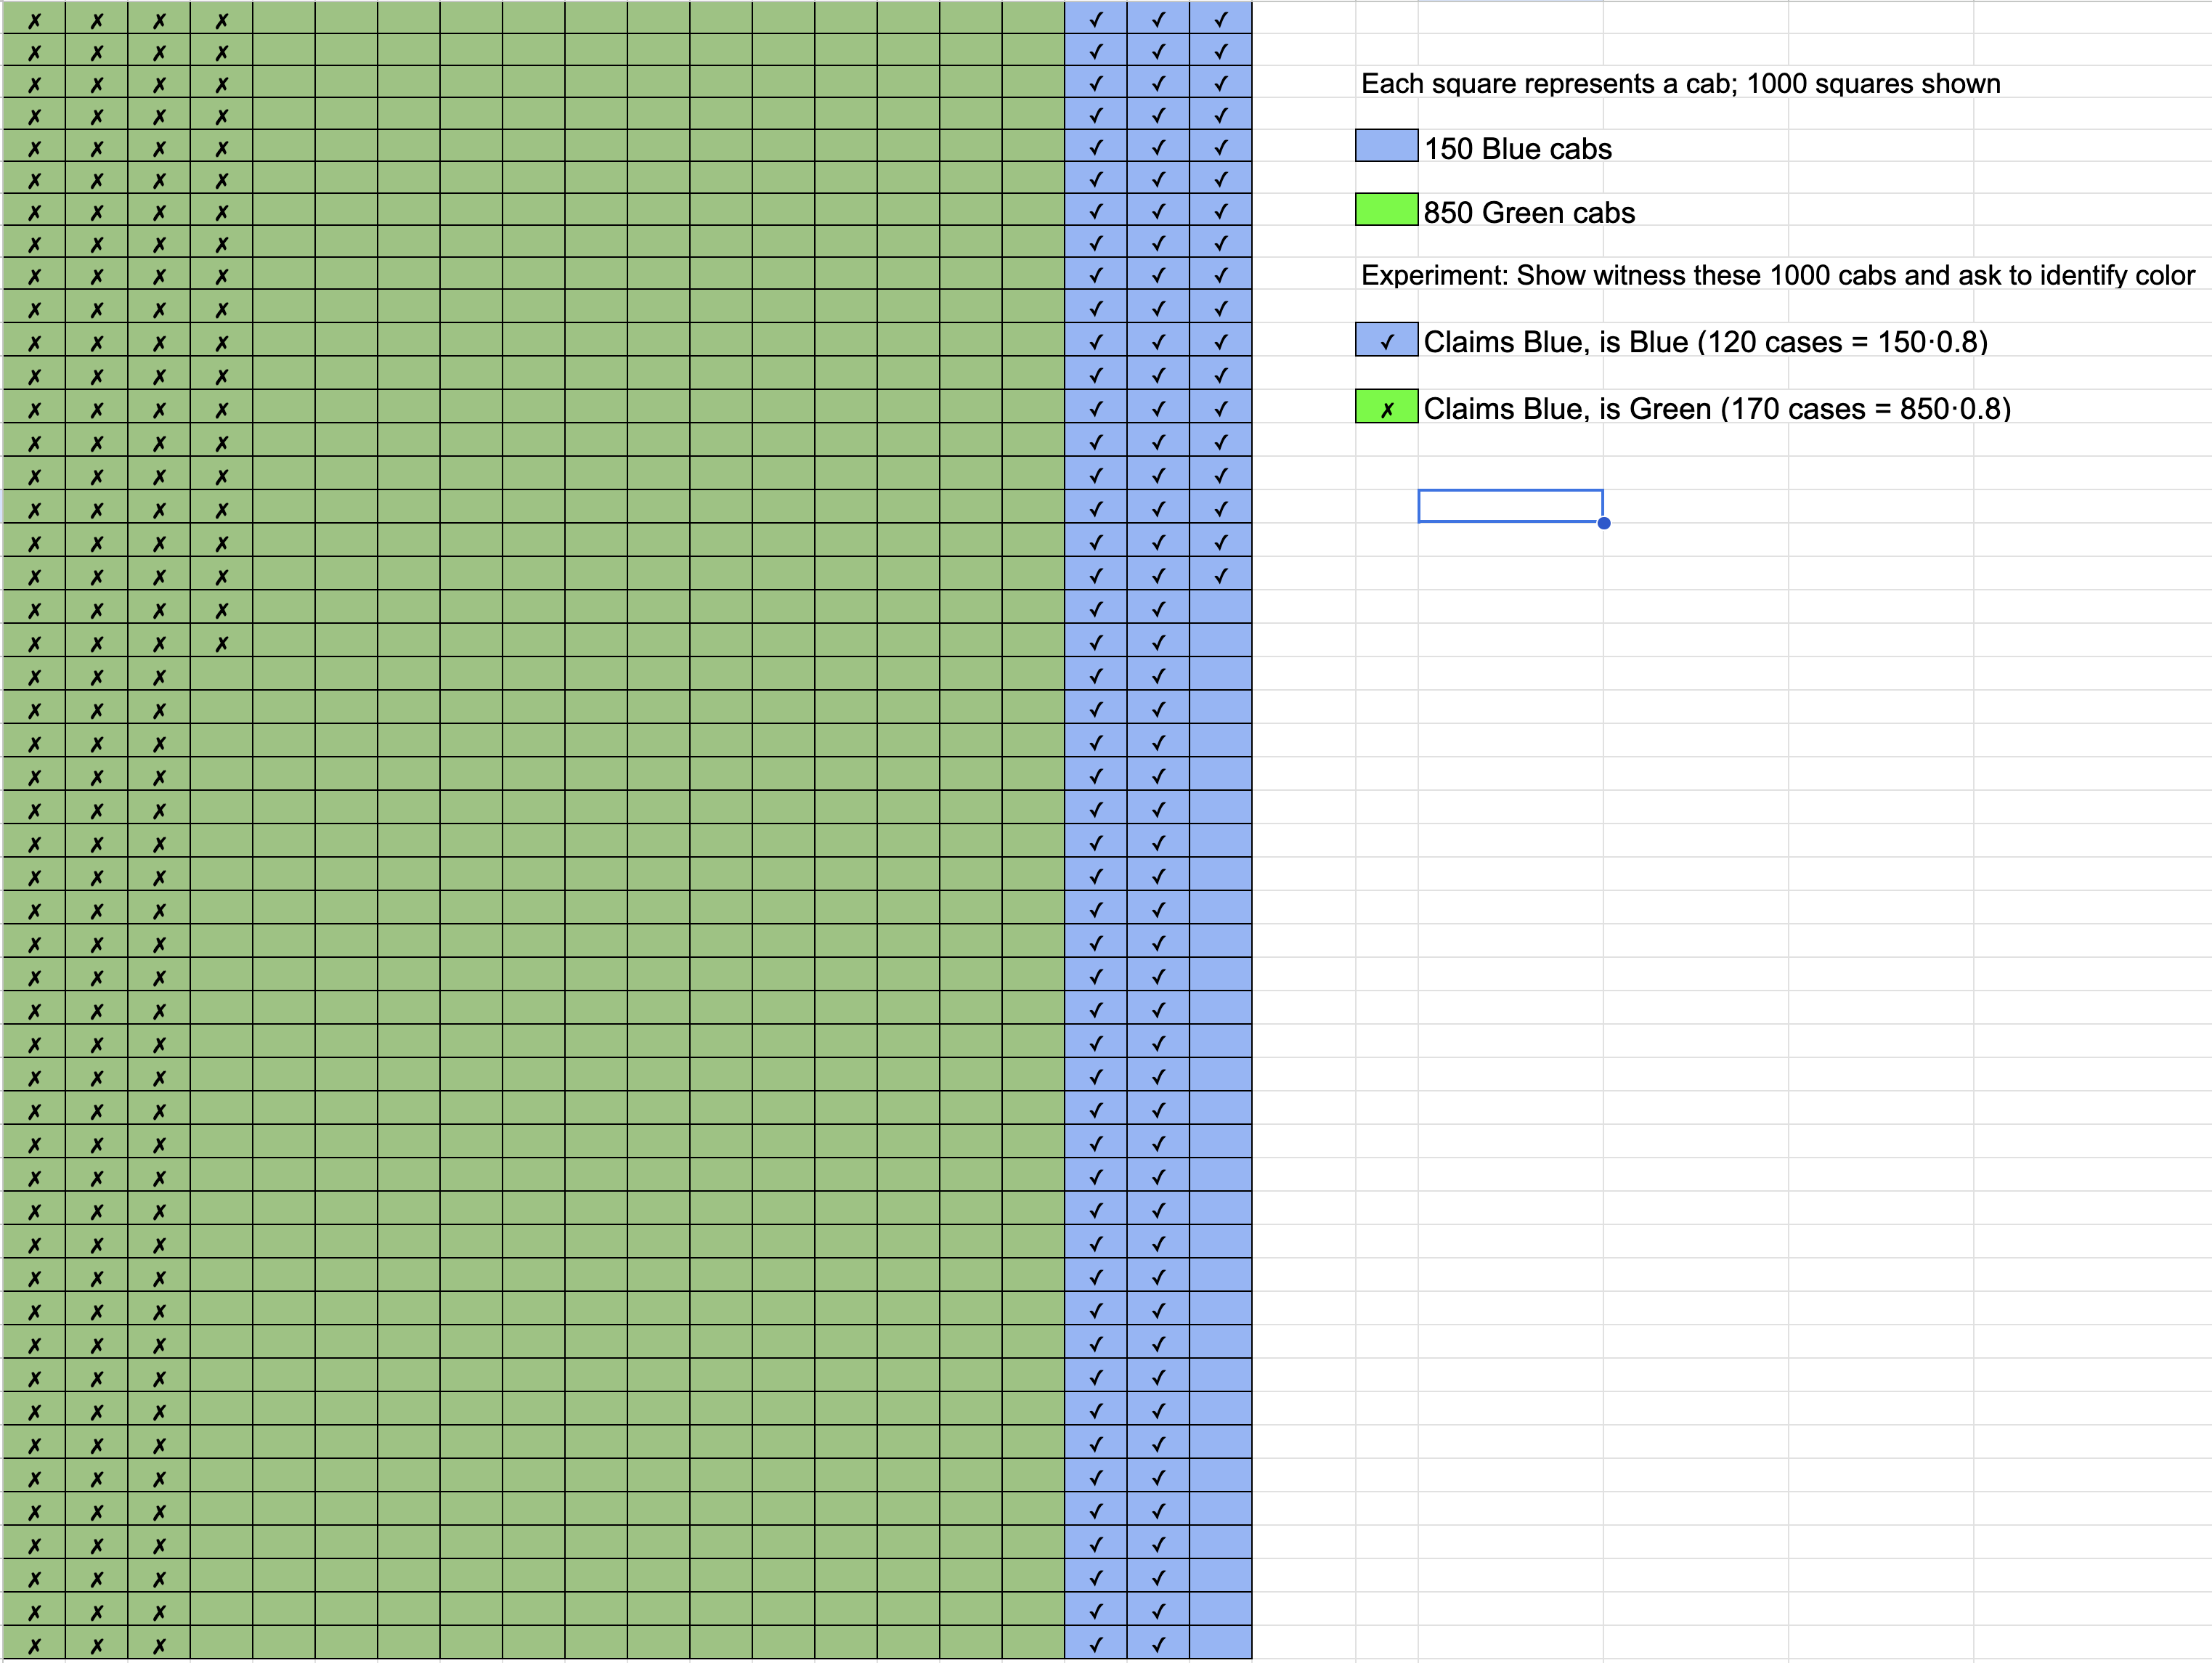 Each square represents a cab; 1000 squares shown
150 Blue cabs
850 Green cabs
Experiment: Show witness these 1000 cabs and ask to identify color
✓ Claims Blue, is Blue (120 cases = 150·0.8)
✗ Claims Blue, is Green (170 cases = 850·0.8)